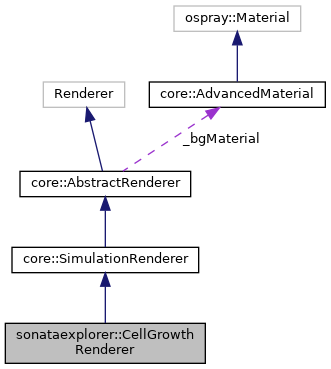 ospray::Material
Renderer
core::AdvancedMaterial
_bgMaterial
core::AbstractRenderer
core::SimulationRenderer
sonataexplorer::CellGrowth
Renderer